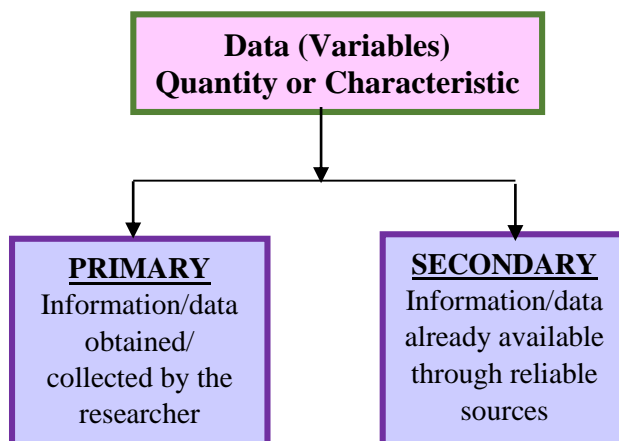 Data (Variables)
Quantity or Characteristic
PRIMARY
Information/data
obtained/
collected by the
researcher
SECONDARY
Information/data
already available
through reliable
sources